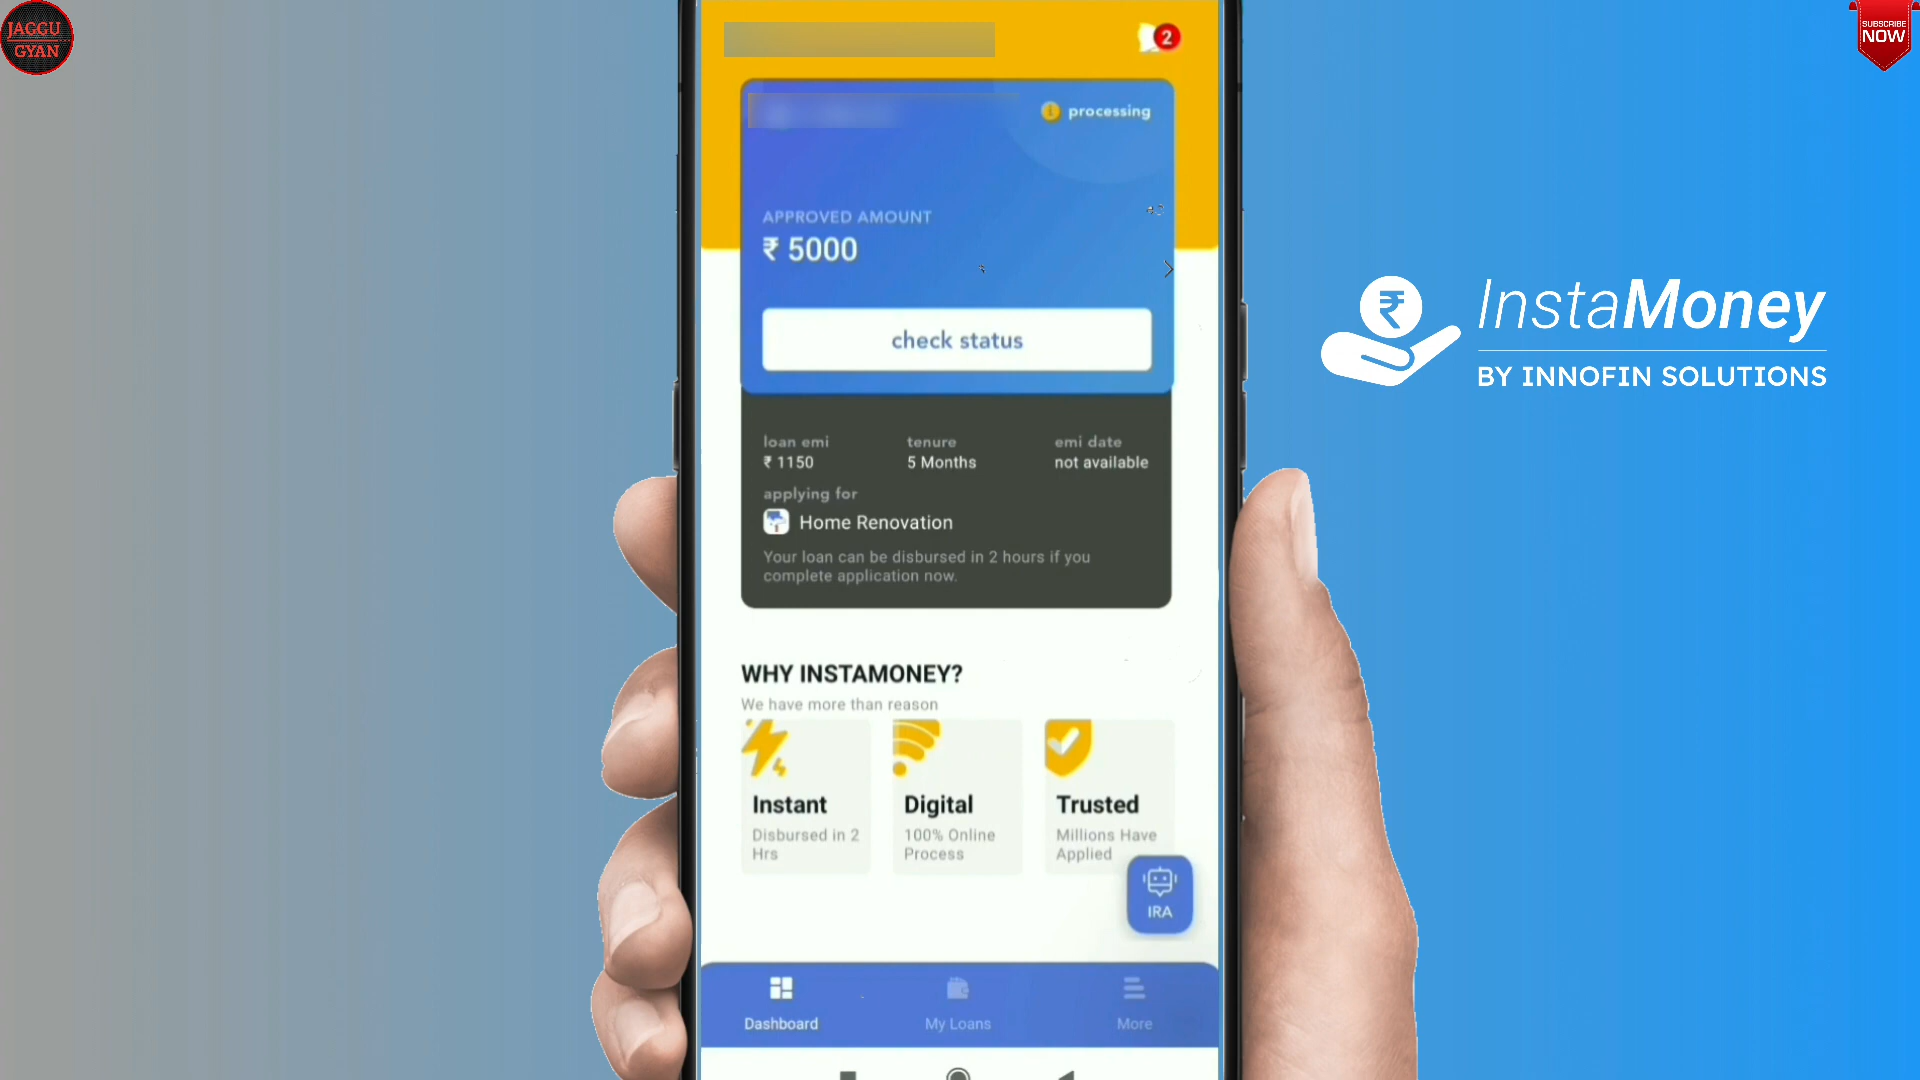 JAGGU
GYAN
SUBSCRIBE
NOW
2
processing
APPROVED AMOUNT
₹ 5000
check status
loan emi
tenure
emi date
₹ 1150
5 Months
not available
applying for
Home Renovation
Your loan can be disbursed in 2 hours if you
complete application now.
WHY INSTAMONEY?
We have more than reason
Instant
Disbursed in 2
Hrs
Digital
100% Online
Process
Trusted
Millions Have
Applied
IRA
Dashboard
My Loans
More
₹
InstaMoney
BY INNOFIN SOLUTIONS